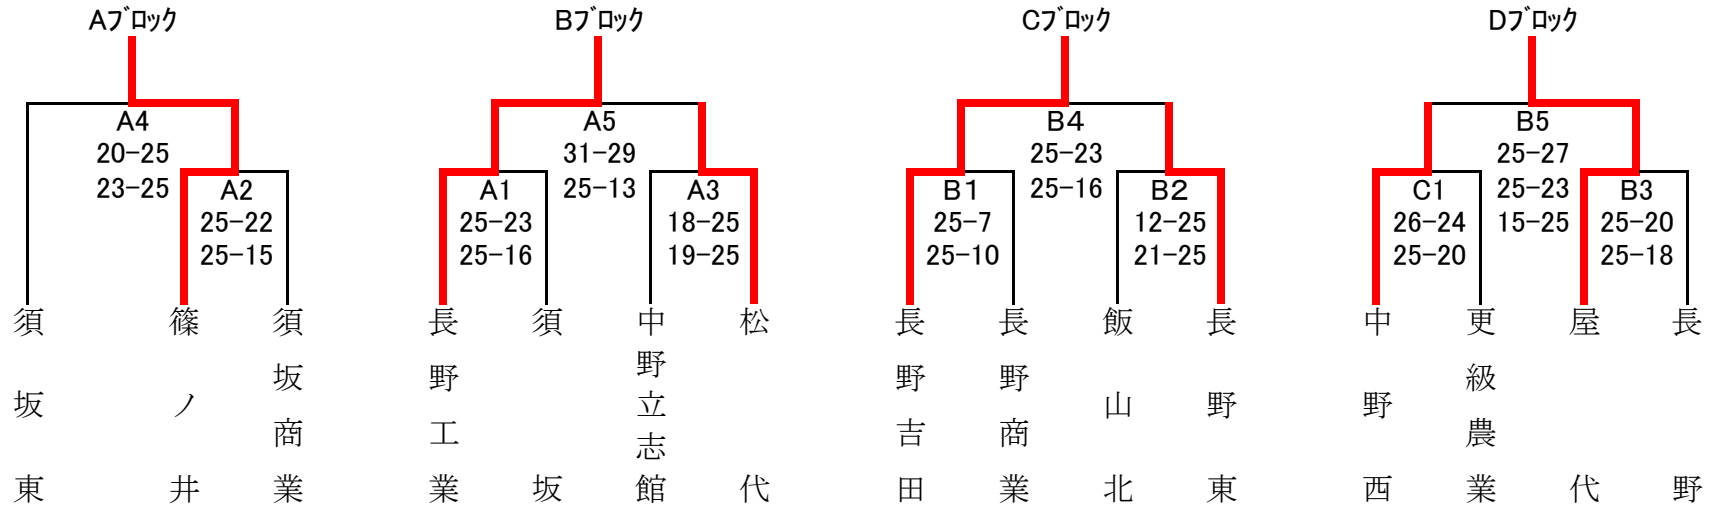 Aブロック
Bブロック
Cブロック
Dブロック
A4
20-25
23-25
A2
25-22
25-15
須坂東
篠ノ井
須坂商業
A5
31-29
25-13
A1
25-23
25-16
A3
18-25
19-25
長野工業
須坂
中野立志館
松代
B4
25-23
25-16
B1
25-7
25-10
B2
12-25
21-25
長野吉田
長野商業
飯山北
長野東
B5
25-27
25-23
15-25
C1
26-24
25-20
B3
25-20
25-18
中野西
更級農業
屋代
長野